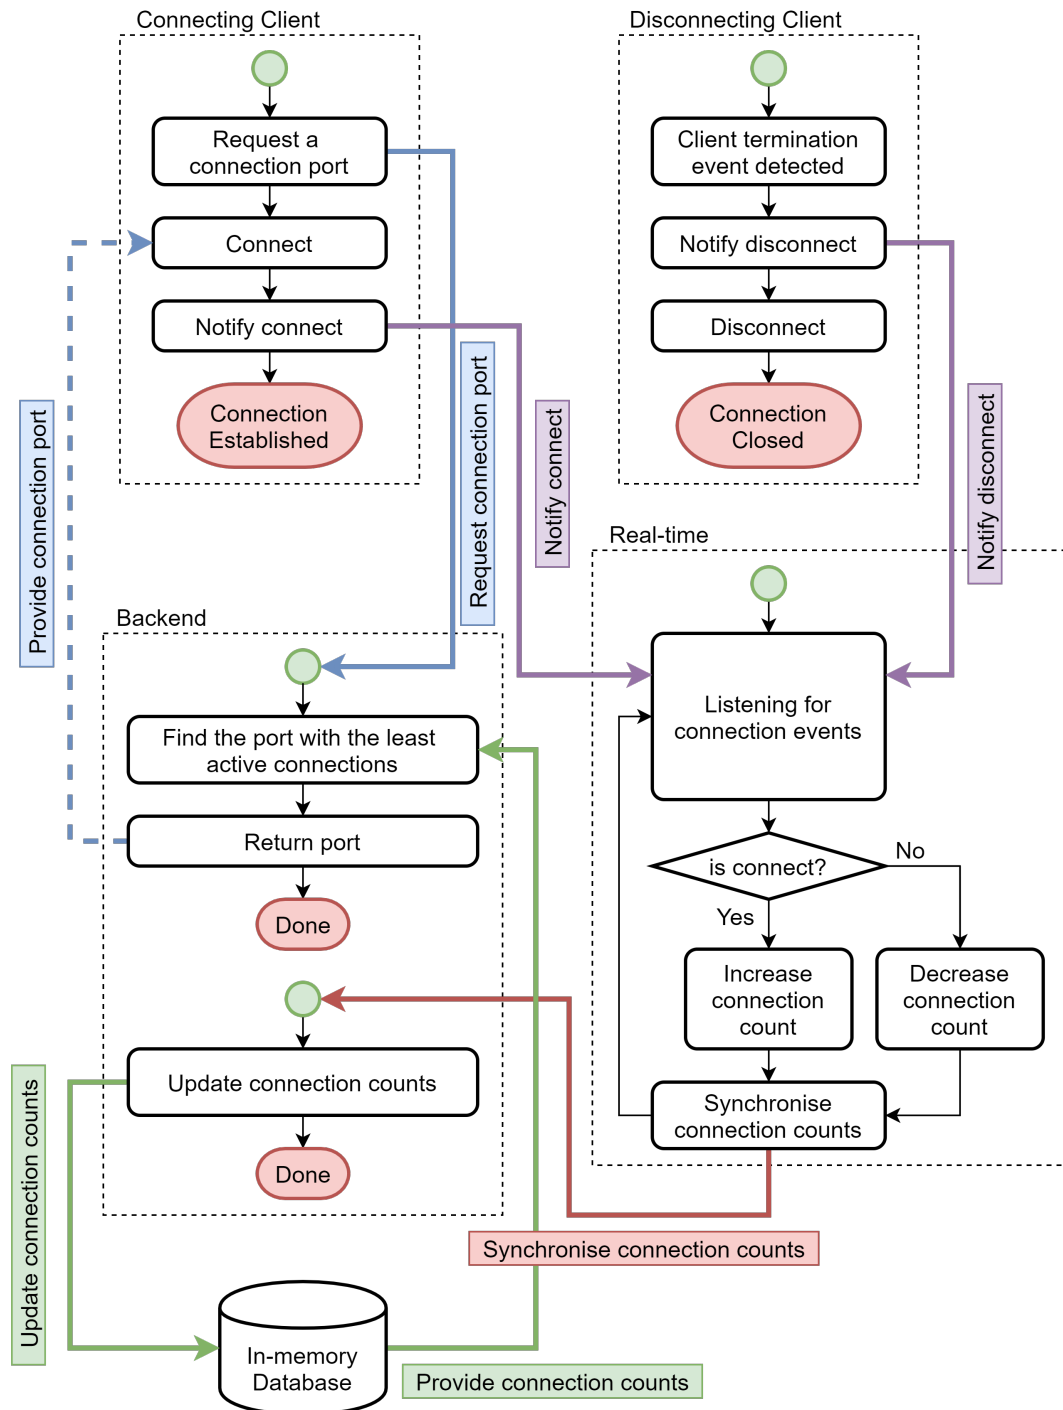 Connecting Client
Request a
connection port
Connect
Notify connect
Connection
Established
Disconnecting Client
Client termination
event detected
Notify disconnect
Disconnect
Connection
Closed
Provide connection port
Request connection port
Notify connect
Notify disconnect
Backend
Find the port with the least
active connections
Return port
Done
Update connection counts
Done
Real-time
Listening for
connection events
is connect?
No
Yes
Increase
connection
count
Decrease
connection
count
Synchronise
connection counts
Update connection counts
Synchronise connection counts
In-memory
Database
Provide connection counts